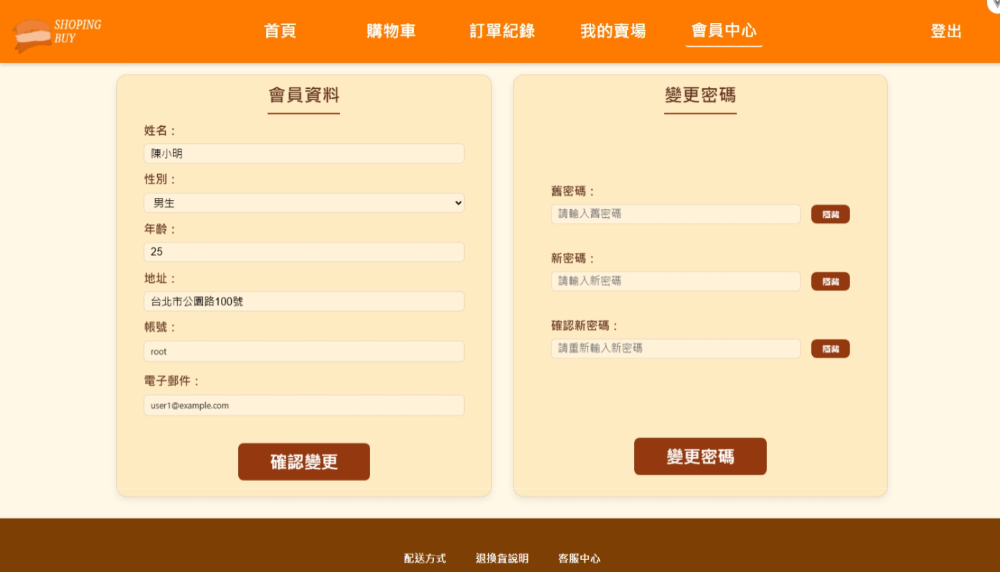 SHOPING
BUY
首頁
購物車
訂單紀錄
我的賣場
會員中心
登出
會員資料
姓名：
陳小明
性別：
男生
年齡：
25
地址：
台北市公園路100號
帳號：
root
電子郵件：
user1@example.com
確認變更
變更密碼
舊密碼：
請輸入舊密碼
隱藏
新密碼：
請輸入新密碼
隱藏
確認新密碼：
請重新輸入新密碼
隱藏
變更密碼
配送方式
退換貨說明
客服中心